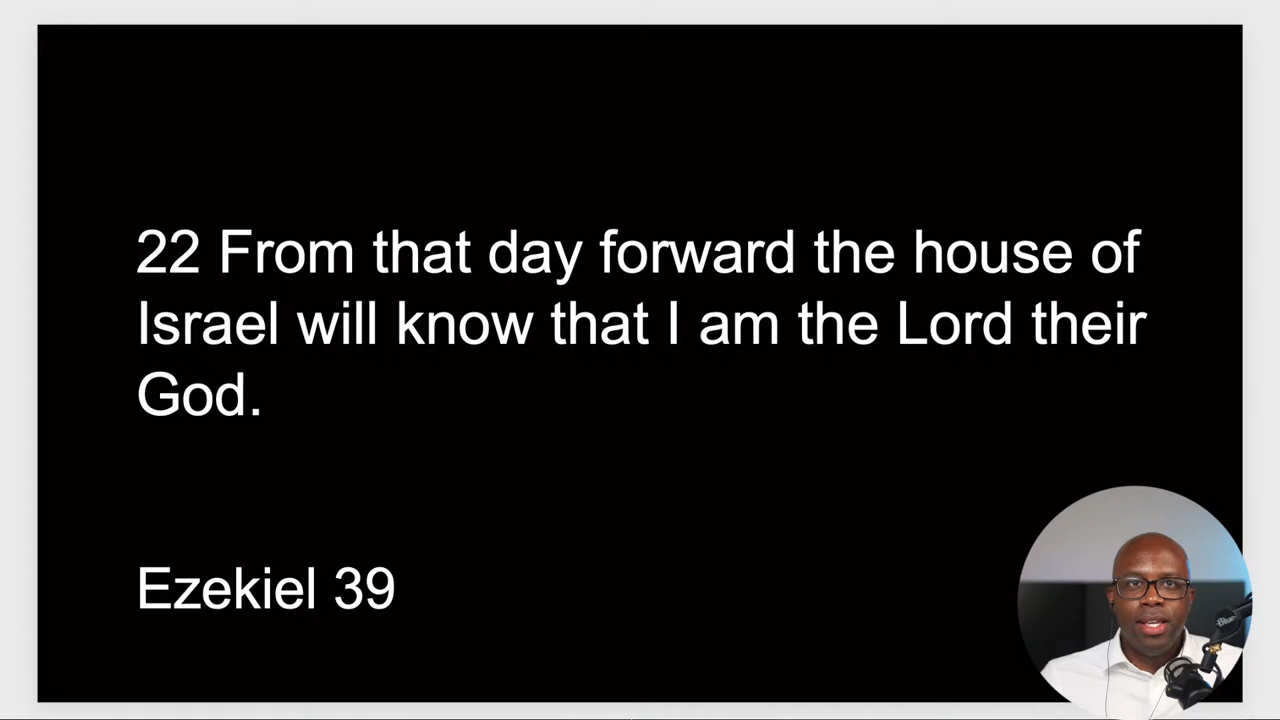 22 From that day forward the house of
Israel will know that I am the Lord their
God.
Ezekiel 39